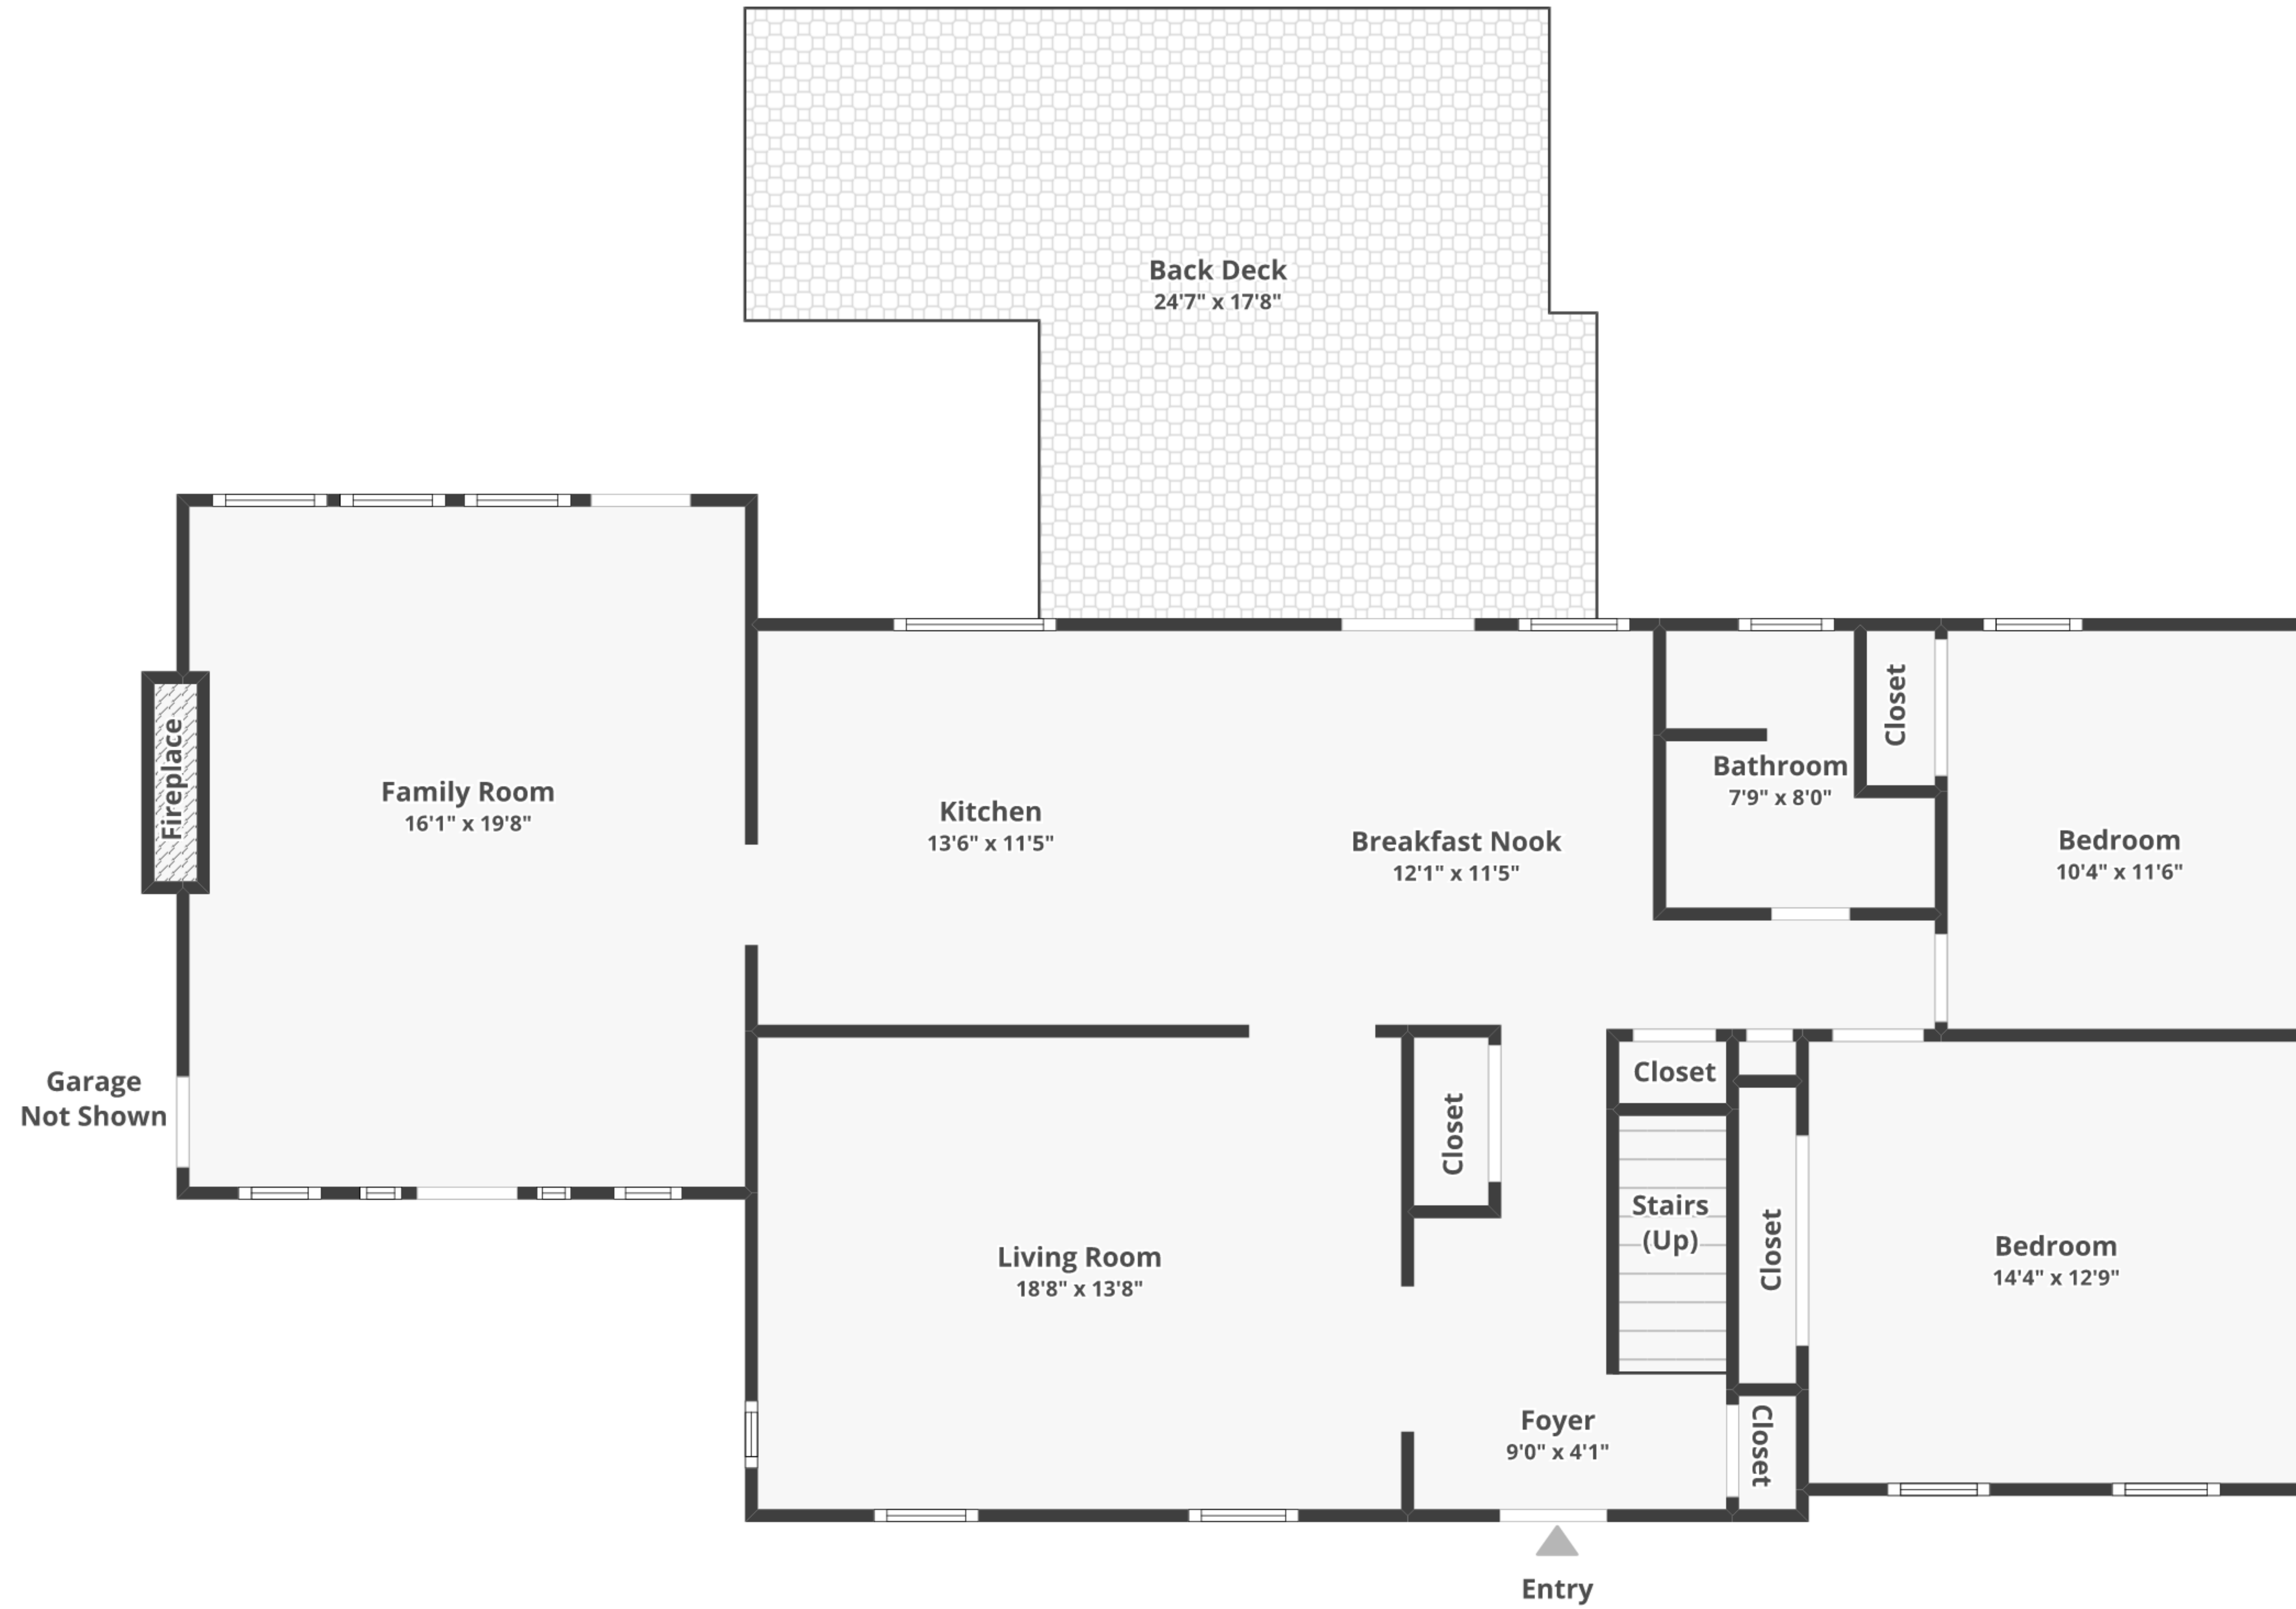 Back Deck
24'7" x 17'8"
Fireplace
Family Room
16'1" x 19'8"
Kitchen
13'6" x 11'5"
Breakfast Nook
12'1" x 11'5"
Bathroom
7'9" x 8'0"
Closet
Bedroom
10'4" x 11'6"
Garage
Not Shown
Living Room
18'8" x 13'8"
Closet
Closet
Stairs
(Up)
Closet
Bedroom
14'4" x 12'9"
Foyer
9'0" x 4'1"
Closet
Entry